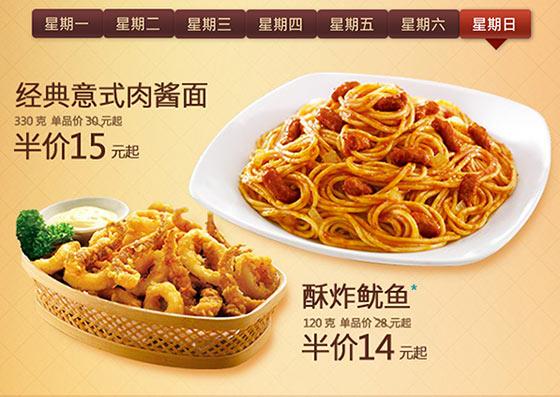 星期一 星期二 星期三 星期四 星期五 星期六 星期日
经典意式肉酱面
330 克 单品价 30 元起
半价15 元起
酥炸鱿鱼*
120 克 单品价 28 元起
半价14 元起